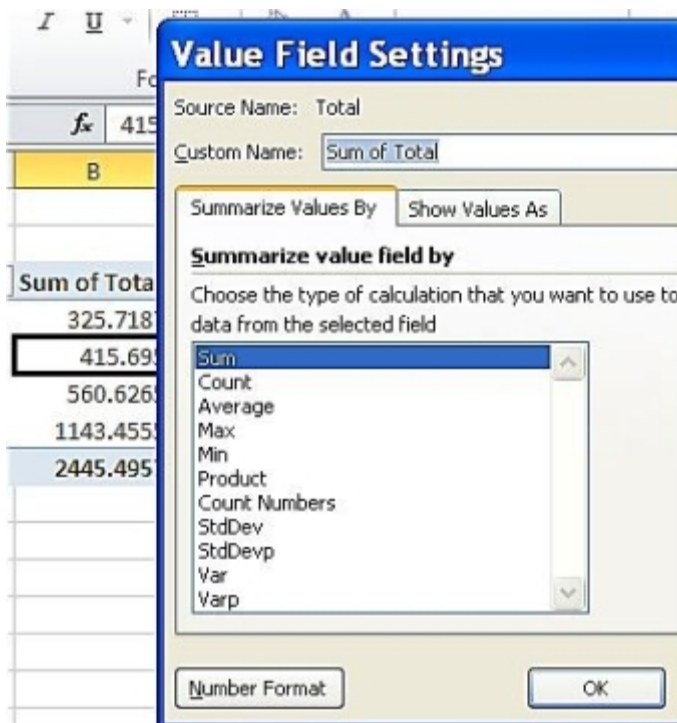 I U
Value Field Settings
Source Name: Total
fx 415
Custom Name: Sum of Total
B
Summarize Values By Show Values As
Summarize value field by
Sum of Tota
Choose the type of calculation that you want to use to
data from the selected field
325.718
415.69
560.626
1143.455
2445.495
Sum
Count
Average
Max
Min
Product
Count Numbers
StdDev
StdDevp
Var
Varp
Number Format
OK